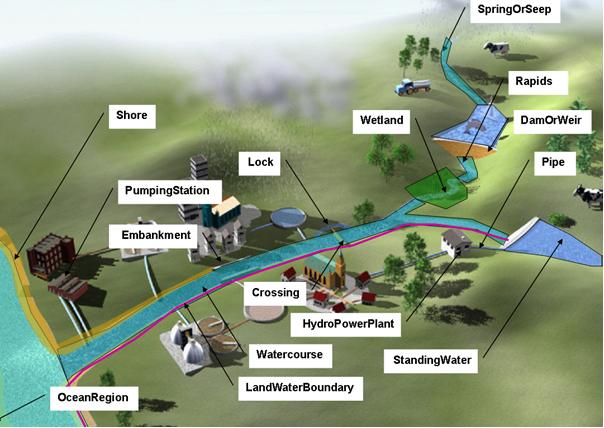 SpringOrSeep
Rapids
Shore
Wetland
DamOrWeir
Lock
Pipe
PumpingStation
Embankment
Crossing
HydroPowerPlant
Watercourse
StandingWater
LandWaterBoundary
OceanRegion